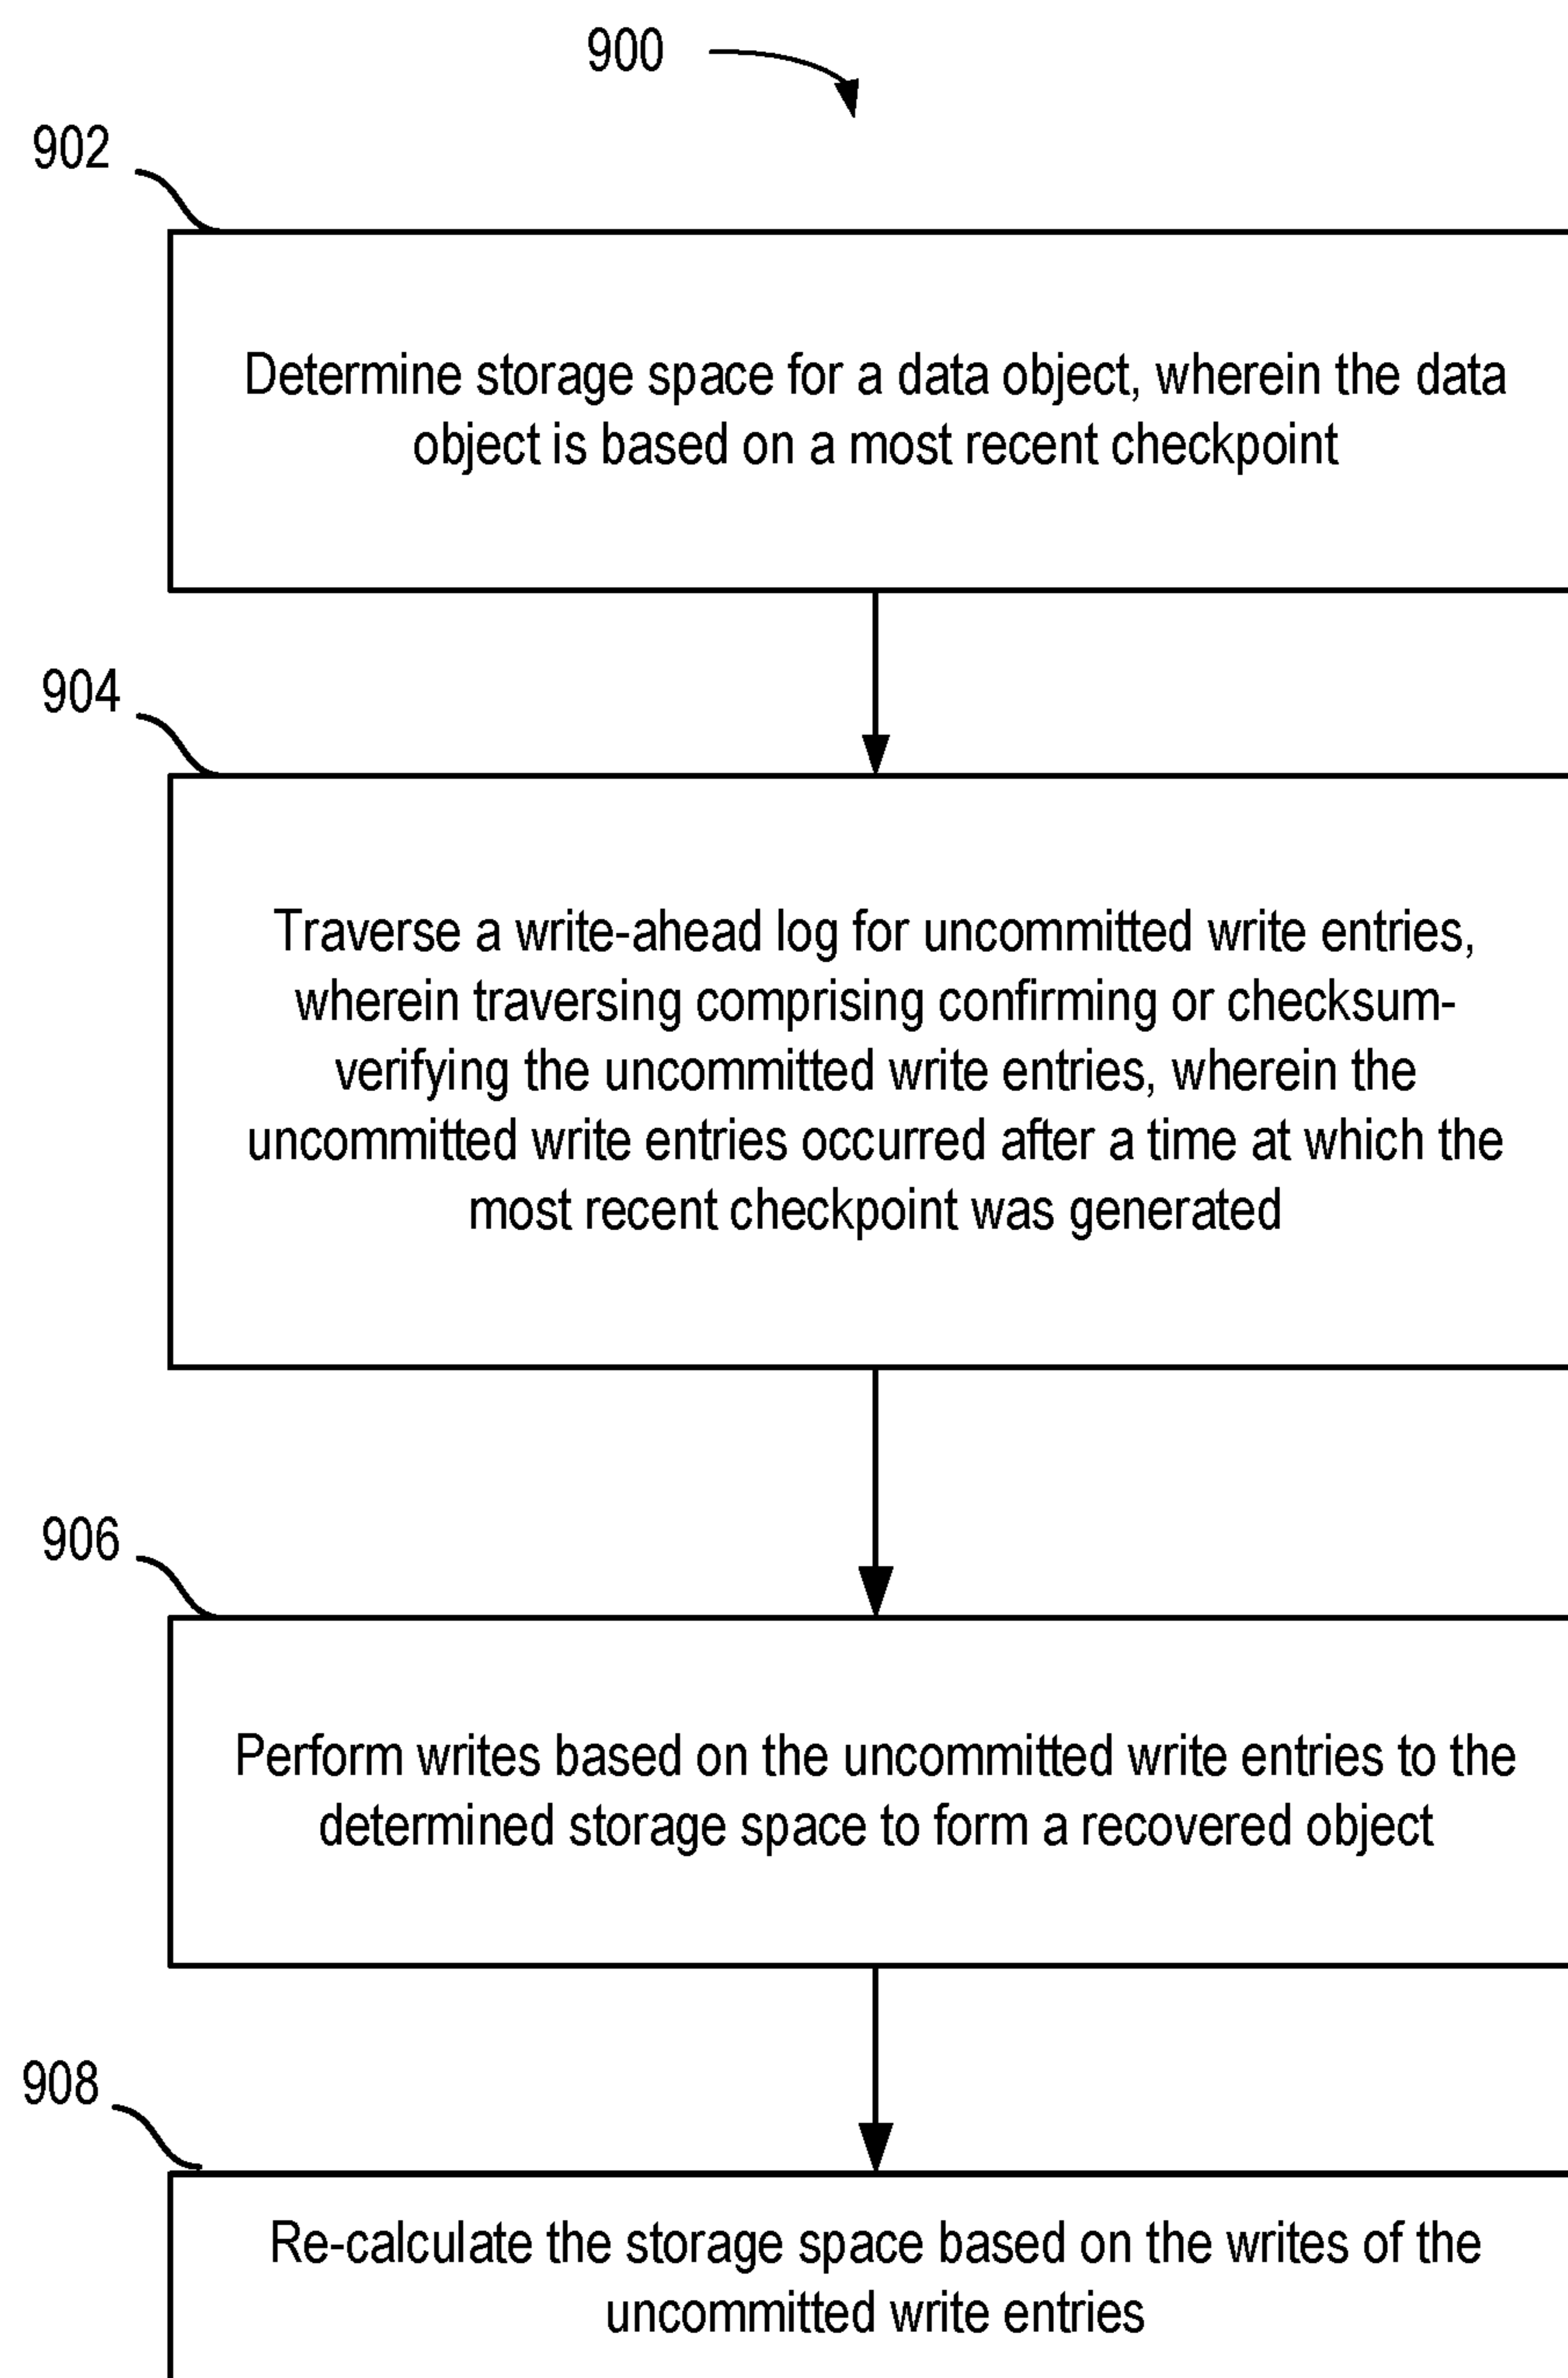 900
902
Determine storage space for a data object, wherein the data
object is based on a most recent checkpoint
904
Traverse a write-ahead log for uncommitted write entries,
wherein traversing comprising confirming or checksum-
verifying the uncommitted write entries, wherein the
uncommitted write entries occurred after a time at which the
most recent checkpoint was generated
906
Perform writes based on the uncommitted write entries to the
determined storage space to form a recovered object
908
Re-calculate the storage space based on the writes of the
uncommitted write entries